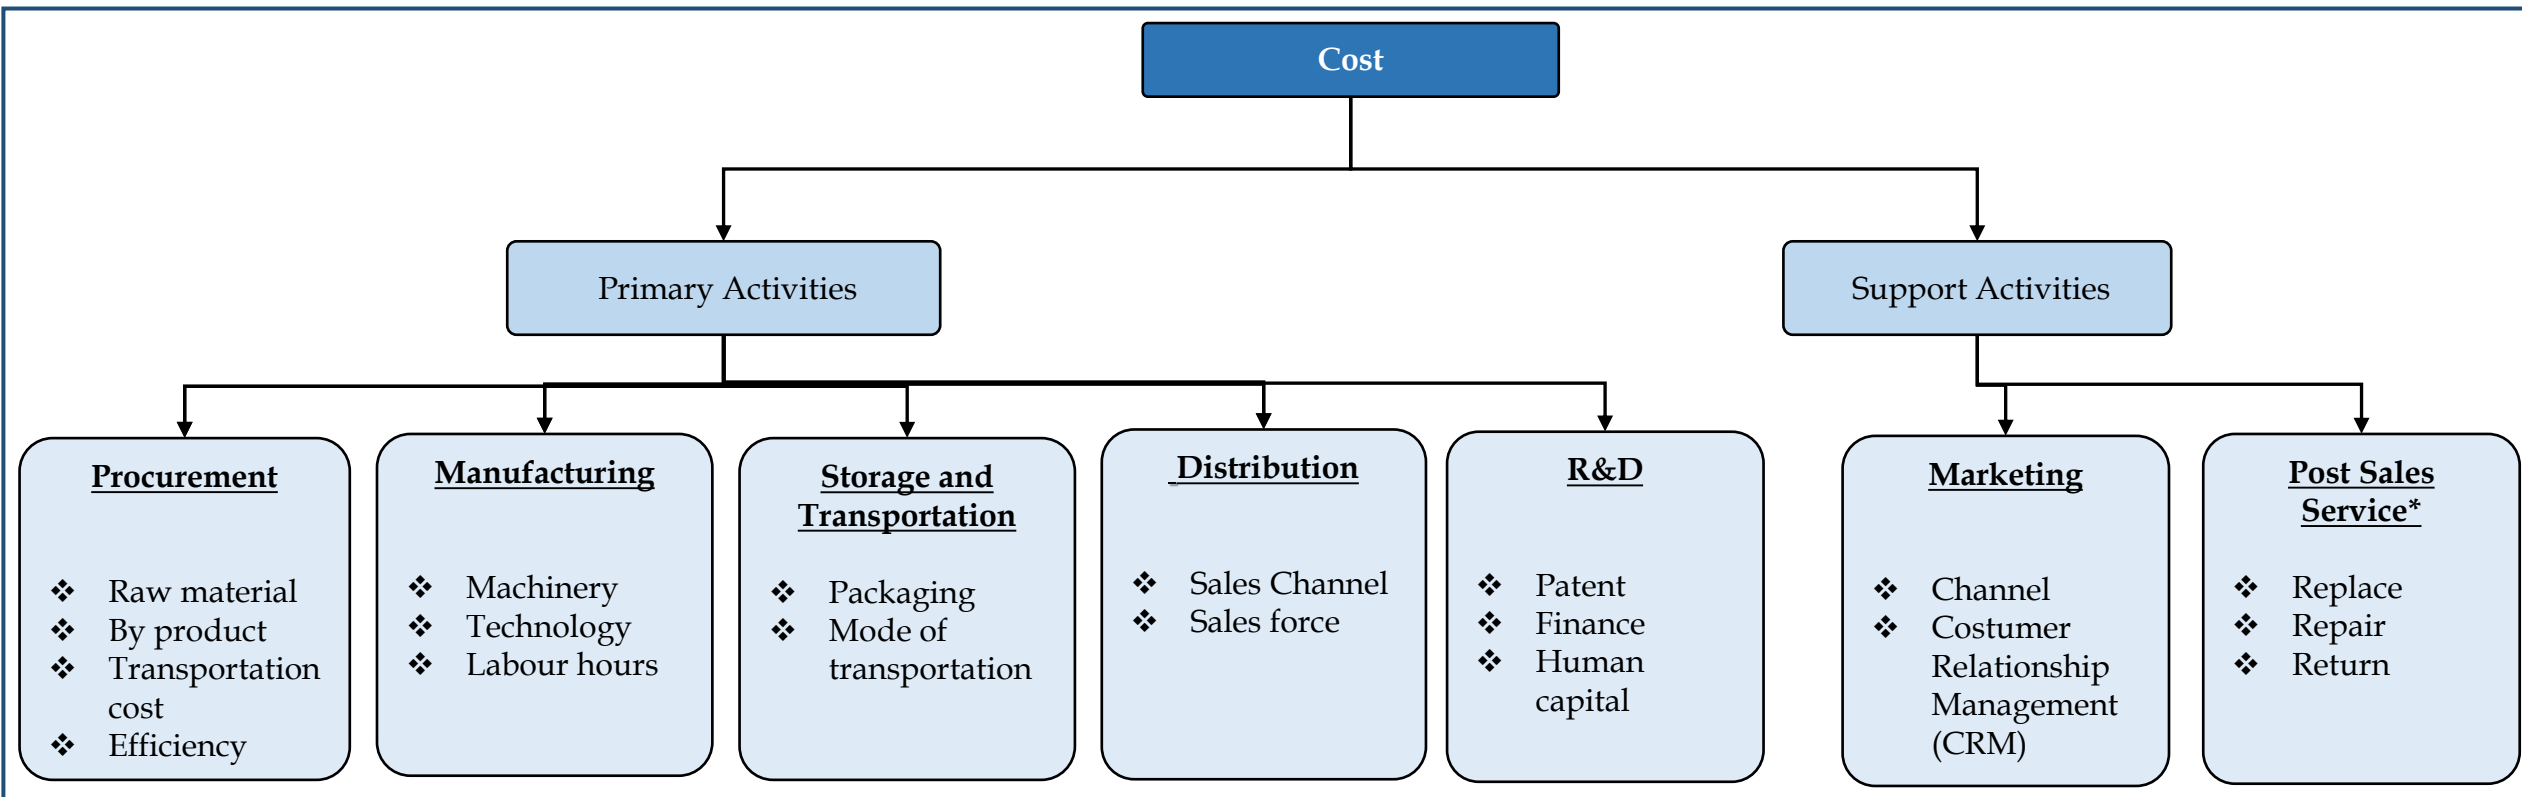 Cost
Primary Activities
Support Activities
Procurement
❖ Raw material
❖ By product
❖ Transportation
cost
❖ Efficiency
Manufacturing
❖ Machinery
❖ Technology
❖ Labour hours
Storage and
Transportation
❖ Packaging
❖ Mode of
transportation
Distribution
❖ Sales Channel
❖ Sales force
R&D
❖ Patent
❖ Finance
❖ Human
capital
Marketing
❖ Channel
❖ Costumer
Relationship
Management
(CRM)
Post Sales
Service*
❖ Replace
❖ Repair
❖ Return